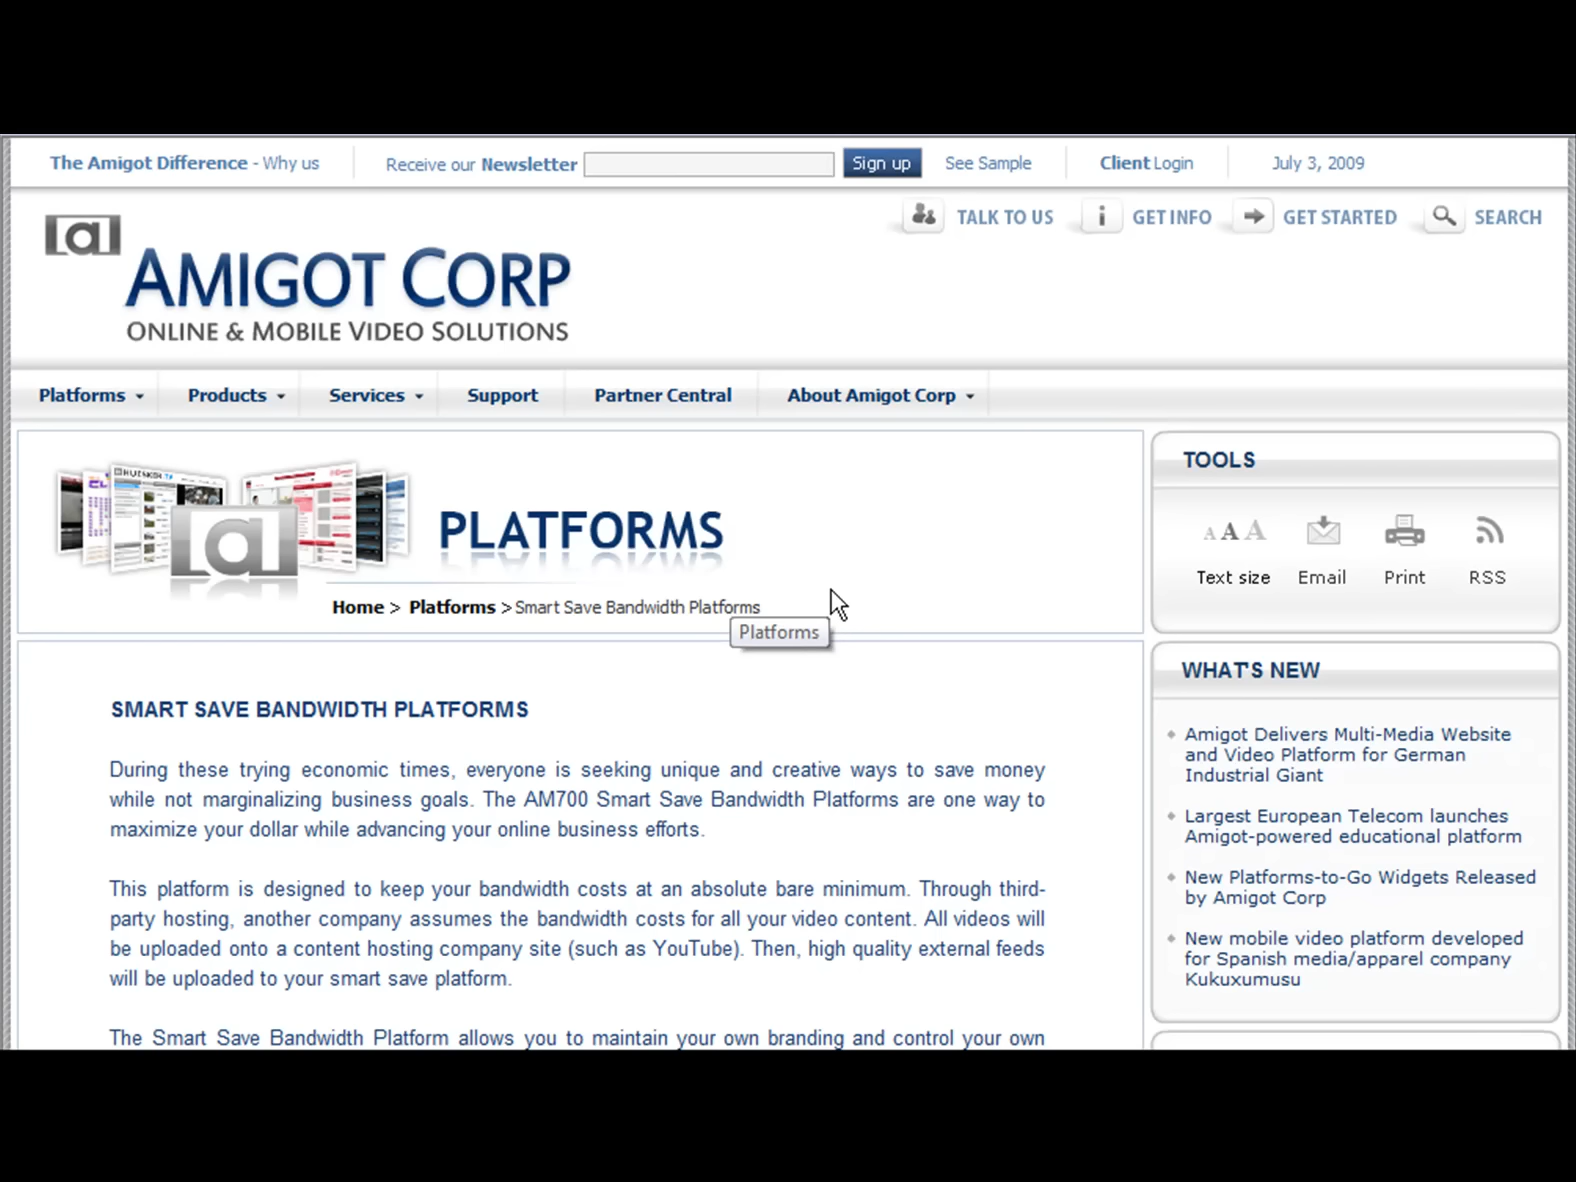 The Amigot Difference - Why us
Receive our Newsletter
Sign up
See Sample
Client Login
July 3, 2009
TALK TO US
GET INFO
GET STARTED
SEARCH
[a]
AMIGOT CORP
ONLINE & MOBILE VIDEO SOLUTIONS
Platforms
Products
Services
Support
Partner Central
About Amigot Corp
[a]
PLATFORMS
Home > Platforms > Smart Save Bandwidth Platforms
Platforms
SMART SAVE BANDWIDTH PLATFORMS
During these trying economic times, everyone is seeking unique and creative ways to save money
while not marginalizing business goals. The AM700 Smart Save Bandwidth Platforms are one way to
maximize your dollar while advancing your online business efforts.
This platform is designed to keep your bandwidth costs at an absolute bare minimum. Through third-
party hosting, another company assumes the bandwidth costs for all your video content. All videos will
be uploaded onto a content hosting company site (such as YouTube). Then, high quality external feeds
will be uploaded to your smart save platform.
The Smart Save Bandwidth Platform allows you to maintain your own branding and control your own
TOOLS
A A A
Text size
Email
Print
RSS
WHAT'S NEW
Amigot Delivers Multi-Media Website
and Video Platform for German
Industrial Giant
Largest European Telecom launches
Amigot-powered educational platform
New Platforms-to-Go Widgets Released
by Amigot Corp
New mobile video platform developed
for Spanish media/apparel company
Kukuxumusu